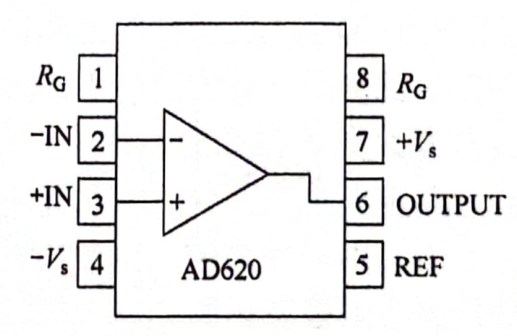 R_G 1 8 R_G
−IN 2 − 7 +V_s
+IN 3 + 6 OUTPUT
−V_s 4 AD620 5 REF